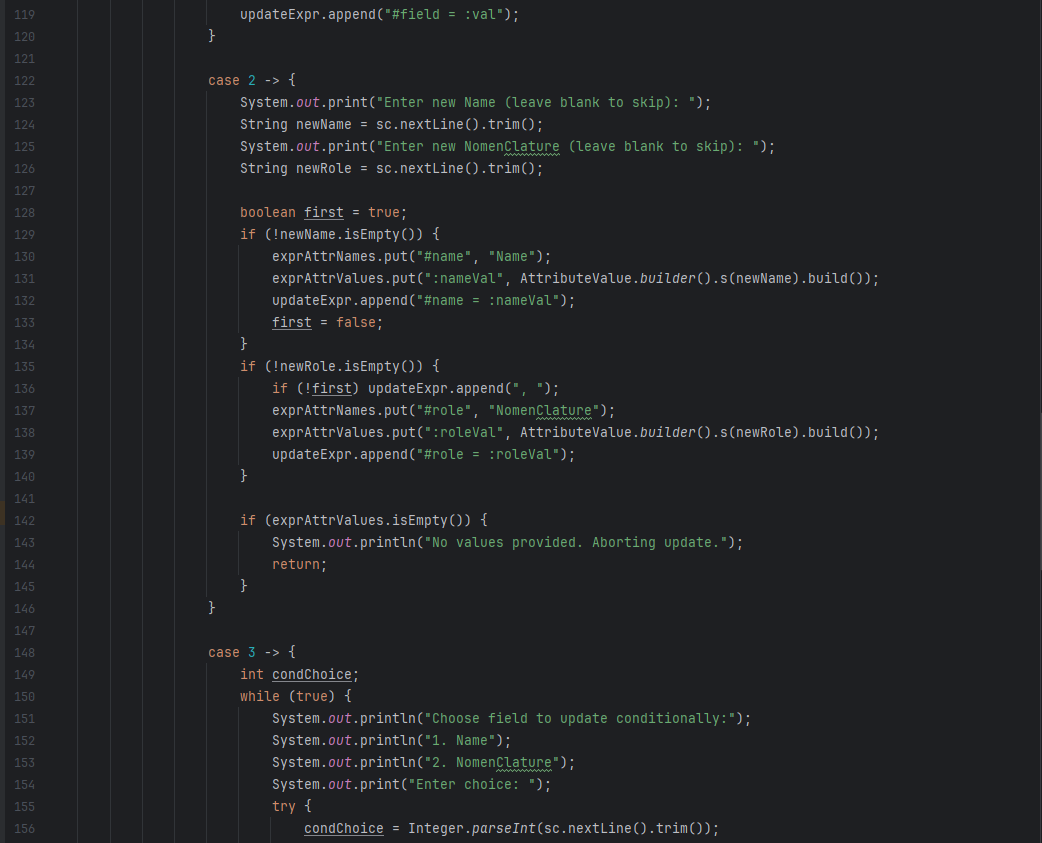 119 updateExpr.append("#field = :val");
120 }
121
122 case 2 -> {
123 System.out.print("Enter new Name (leave blank to skip): ");
124 String newName = sc.nextLine().trim();
125 System.out.print("Enter new NomenClature (leave blank to skip): ");
126 String newRole = sc.nextLine().trim();
127
128 boolean first = true;
129 if (!newName.isEmpty()) {
130 exprAttrNames.put("#name", "Name");
131 exprAttrValues.put(":nameVal", AttributeValue.builder().s(newName).build());
132 updateExpr.append("#name = :nameVal");
133 first = false;
134 }
135 if (!newRole.isEmpty()) {
136 if (!first) updateExpr.append(", ");
137 exprAttrNames.put("#role", "NomenClature");
138 exprAttrValues.put(":roleVal", AttributeValue.builder().s(newRole).build());
139 updateExpr.append("#role = :roleVal");
140 }
141
142 if (exprAttrValues.isEmpty()) {
143 System.out.println("No values provided. Aborting update.");
144 return;
145 }
146 }
147
148 case 3 -> {
149 int condChoice;
150 while (true) {
151 System.out.println("Choose field to update conditionally:");
152 System.out.println("1. Name");
153 System.out.println("2. NomenClature");
154 System.out.print("Enter choice: ");
155 try {
156 condChoice = Integer.parseInt(sc.nextLine().trim());